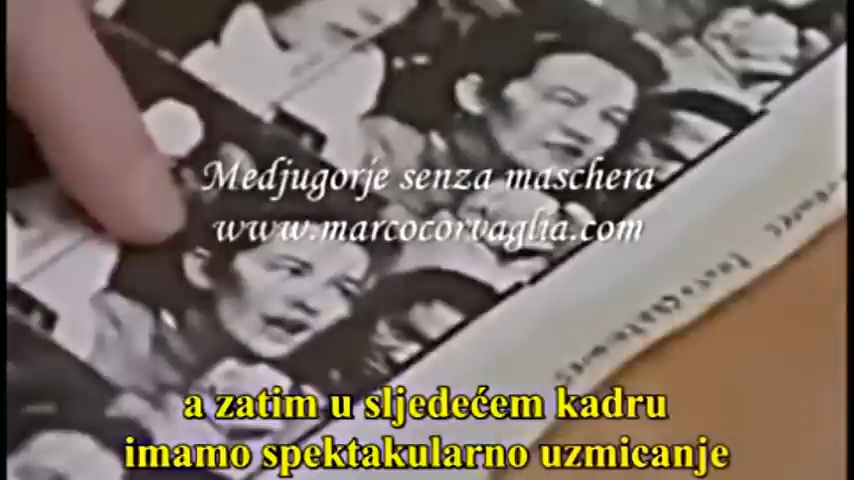 Medjugorje senza maschera
www.marcocorvaglia.com
a zatim u sljedećem kadru
imamo spektakularno uzmicanje